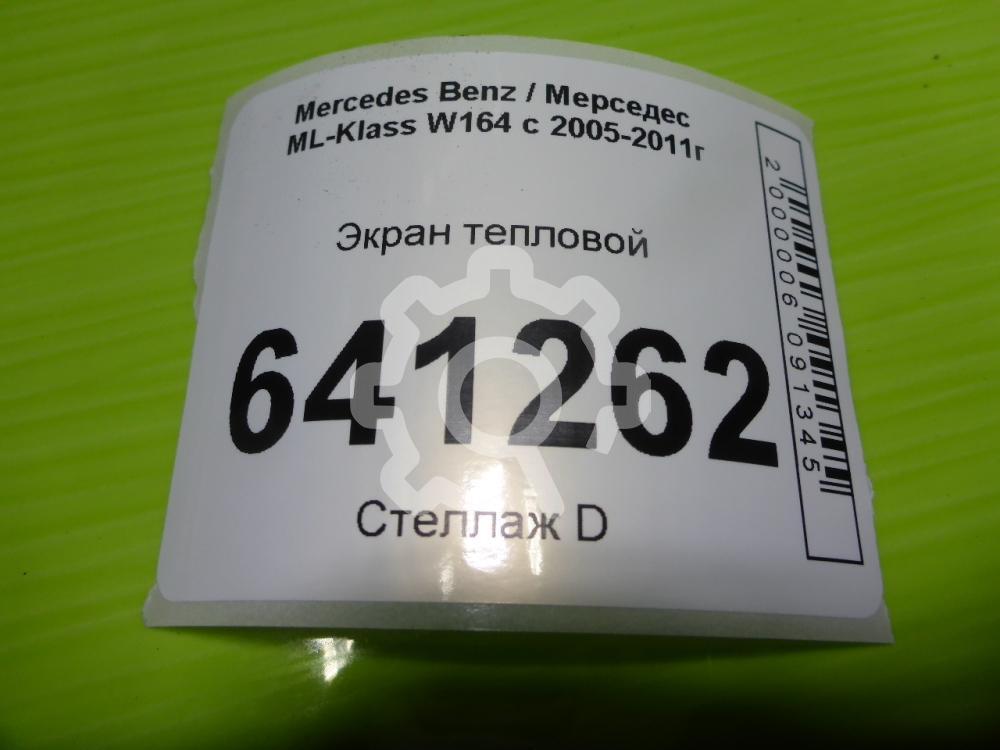 Mercedes Benz / Мерседес
ML-Klass W164 с 2005-2011г
Экран тепловой
641262
Стеллаж D
2000006091345